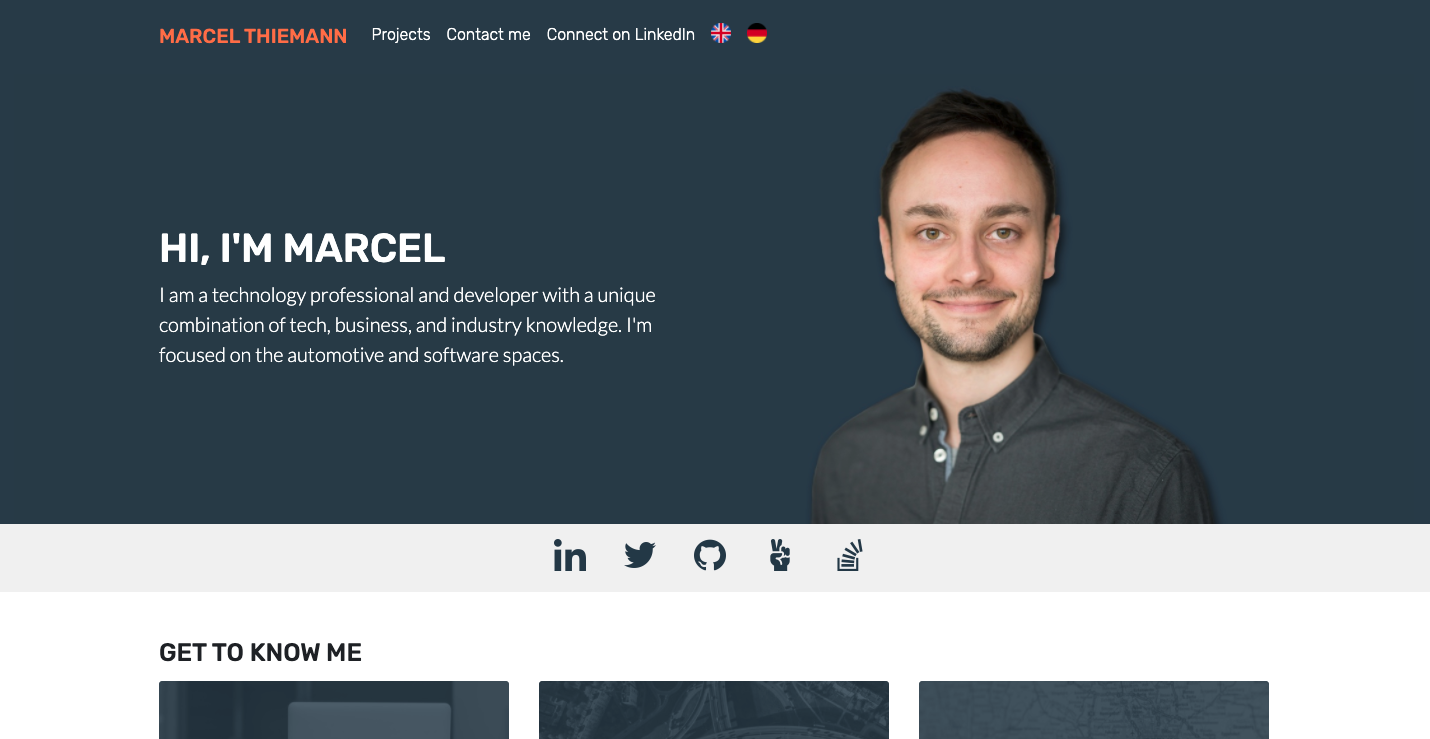 MARCEL THIEMANN Projects Contact me Connect on LinkedIn
HI, I'M MARCEL
I am a technology professional and developer with a unique
combination of tech, business, and industry knowledge. I'm
focused on the automotive and software spaces.
in
GET TO KNOW ME